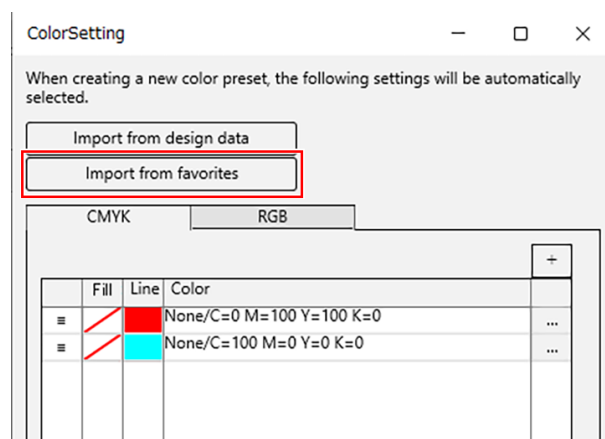 ColorSetting
When creating a new color preset, the following settings will be automatically
selected.
Import from design data
Import from favorites
CMYK RGB
+
Fill Line Color
≡ None/C=0 M=100 Y=100 K=0 ...
≡ None/C=100 M=0 Y=0 K=0 ...